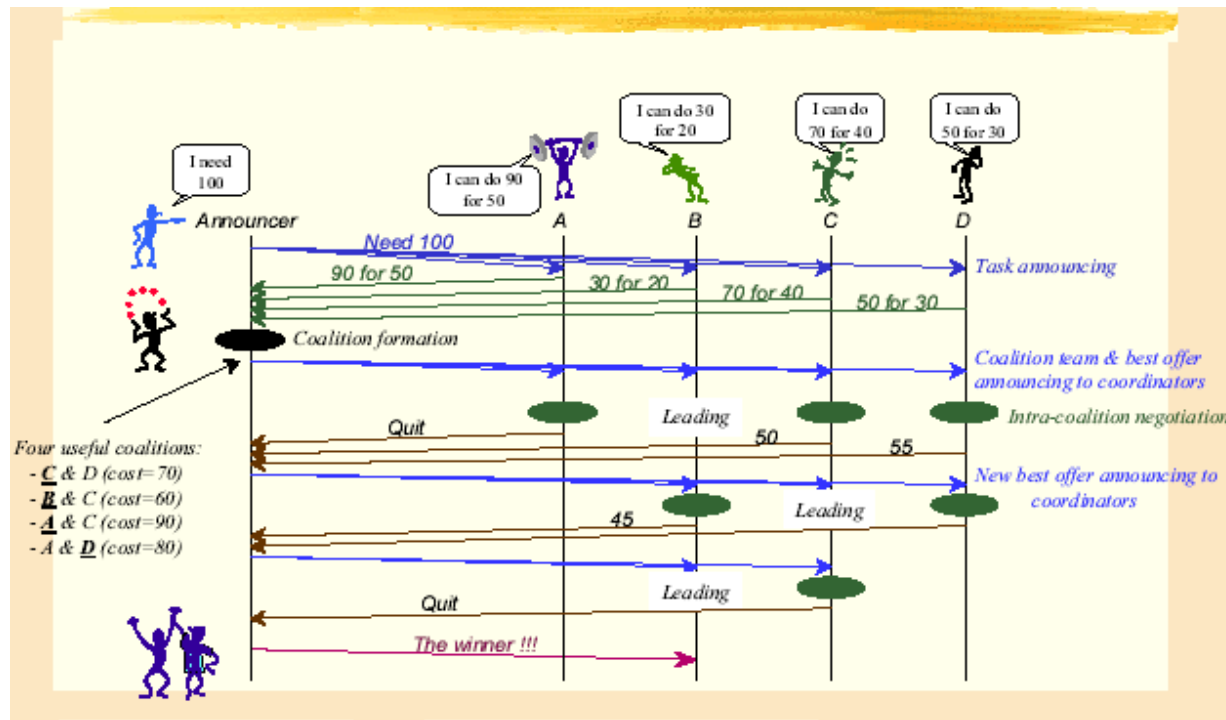 I can do 30
for 20
I can do
70 for 40
I can do
50 for 30
I need
100
I can do 90
for 50
Announcer
A
B
C
D
Need 100
Task announcing
90 for 50
30 for 20
70 for 40
50 for 30
Coalition formation
Coalition team & best offer
announcing to coordinators
Leading
Intra-coalition negotiation
Quit
50
55
Four useful coalitions:
- C & D (cost=70)
- B & C (cost=60)
- A & C (cost=90)
- A & D (cost=80)
New best offer announcing to
coordinators
Leading
45
Leading
Quit
The winner !!!